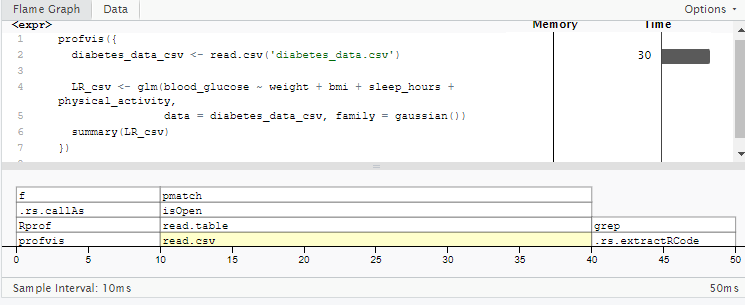 Flame Graph Data Options
<expr> Memory Time
1 profvis({
2 diabetes_data_csv <- read.csv('diabetes_data.csv') 30
3
4 LR_csv <- glm(blood_glucose ~ weight + bmi + sleep_hours +
physical_activity,
5 data = diabetes_data_csv, family = gaussian())
6 summary(LR_csv)
7 })
f pmatch
.rs.callAs isOpen
Rprof read.table grep
profvis read.csv .rs.extractRCode
0 5 10 15 20 25 30 35 40 45 50
Sample Interval: 10ms 50ms